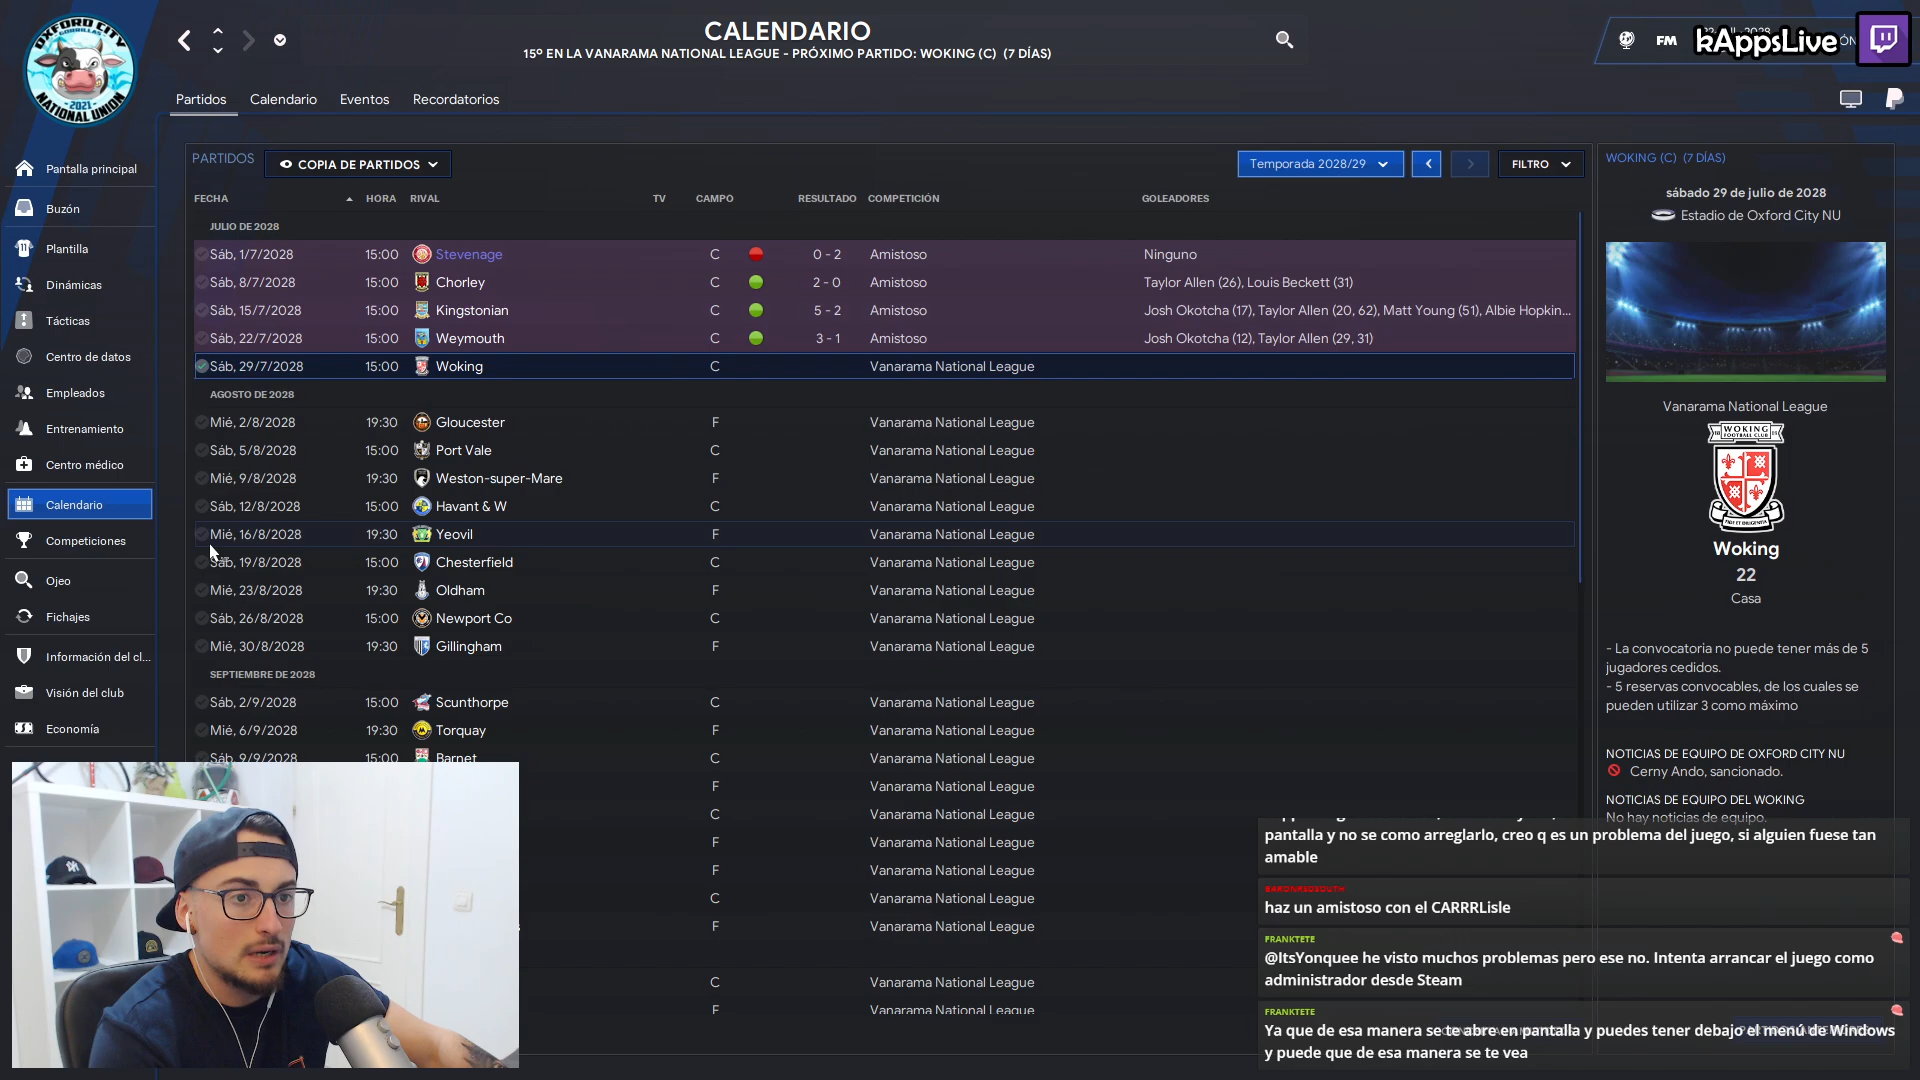 OXFORD CITY
GORRILLAS
- 2021 -
NATIONAL UNION
CALENDARIO
15º EN LA VANARAMA NATIONAL LEAGUE - PRÓXIMO PARTIDO: WOKING (C) (7 DÍAS)
FM
kAppsLive
Partidos
Calendario
Eventos
Recordatorios
Pantalla principal
Buzón
Plantilla
Dinámicas
Tácticas
Centro de datos
Empleados
Entrenamiento
Centro médico
Calendario
Competiciones
Ojeo
Fichajes
Información del cl...
Visión del club
Economía
PARTIDOS
COPIA DE PARTIDOS
Temporada 2028/29
FILTRO
FECHA HORA RIVAL TV CAMPO RESULTADO COMPETICIÓN GOLEADORES
JULIO DE 2028
Sáb, 1/7/2028 15:00 Stevenage C 0 - 2 Amistoso Ninguno
Sáb, 8/7/2028 15:00 Chorley C 2 - 0 Amistoso Taylor Allen (26), Louis Beckett (31)
Sáb, 15/7/2028 15:00 Kingstonian C 5 - 2 Amistoso Josh Okotcha (17), Taylor Allen (20, 62), Matt Young (51), Albie Hopkin...
Sáb, 22/7/2028 15:00 Weymouth C 3 - 1 Amistoso Josh Okotcha (12), Taylor Allen (29, 31)
Sáb, 29/7/2028 15:00 Woking C Vanarama National League
AGOSTO DE 2028
Mié, 2/8/2028 19:30 Gloucester F Vanarama National League
Sáb, 5/8/2028 15:00 Port Vale C Vanarama National League
Mié, 9/8/2028 19:30 Weston-super-Mare F Vanarama National League
Sáb, 12/8/2028 15:00 Havant & W C Vanarama National League
Mié, 16/8/2028 19:30 Yeovil F Vanarama National League
Sáb, 19/8/2028 15:00 Chesterfield C Vanarama National League
Mié, 23/8/2028 19:30 Oldham F Vanarama National League
Sáb, 26/8/2028 15:00 Newport Co C Vanarama National League
Mié, 30/8/2028 19:30 Gillingham F Vanarama National League
SEPTIEMBRE DE 2028
Sáb, 2/9/2028 15:00 Scunthorpe C Vanarama National League
Mié, 6/9/2028 19:30 Torquay F Vanarama National League
Sáb, 9/9/2028 15:00 Barnet C Vanarama National League
F Vanarama National League
C Vanarama National League
F Vanarama National League
F Vanarama National League
C Vanarama National League
F Vanarama National League
C Vanarama National League
F Vanarama National League
WOKING (C) (7 DÍAS)
sábado 29 de julio de 2028
Estadio de Oxford City NU
Vanarama National League
WOKING
FOOTBALL CLUB
Woking
22
Casa
- La convocatoria no puede tener más de 5
jugadores cedidos.
- 5 reservas convocables, de los cuales se
pueden utilizar 3 como máximo
NOTICIAS DE EQUIPO DE OXFORD CITY NU
Cerny Ando, sancionado.
NOTICIAS DE EQUIPO DEL WOKING
No hay noticias de equipo.
pantalla y no se como arreglarlo, creo q es un problema del juego, si alguien fuese tan
amable
BARONREDSOUTH
haz un amistoso con el CARRRLisle
FRANKTETE
@ItsYonquee he visto muchos problemas pero ese no. Intenta arrancar el juego como
administrador desde Steam
FRANKTETE
Ya que de esa manera se te abre en pantalla y puedes tener debajo el menú de Windows
y puede que de esa manera se te vea